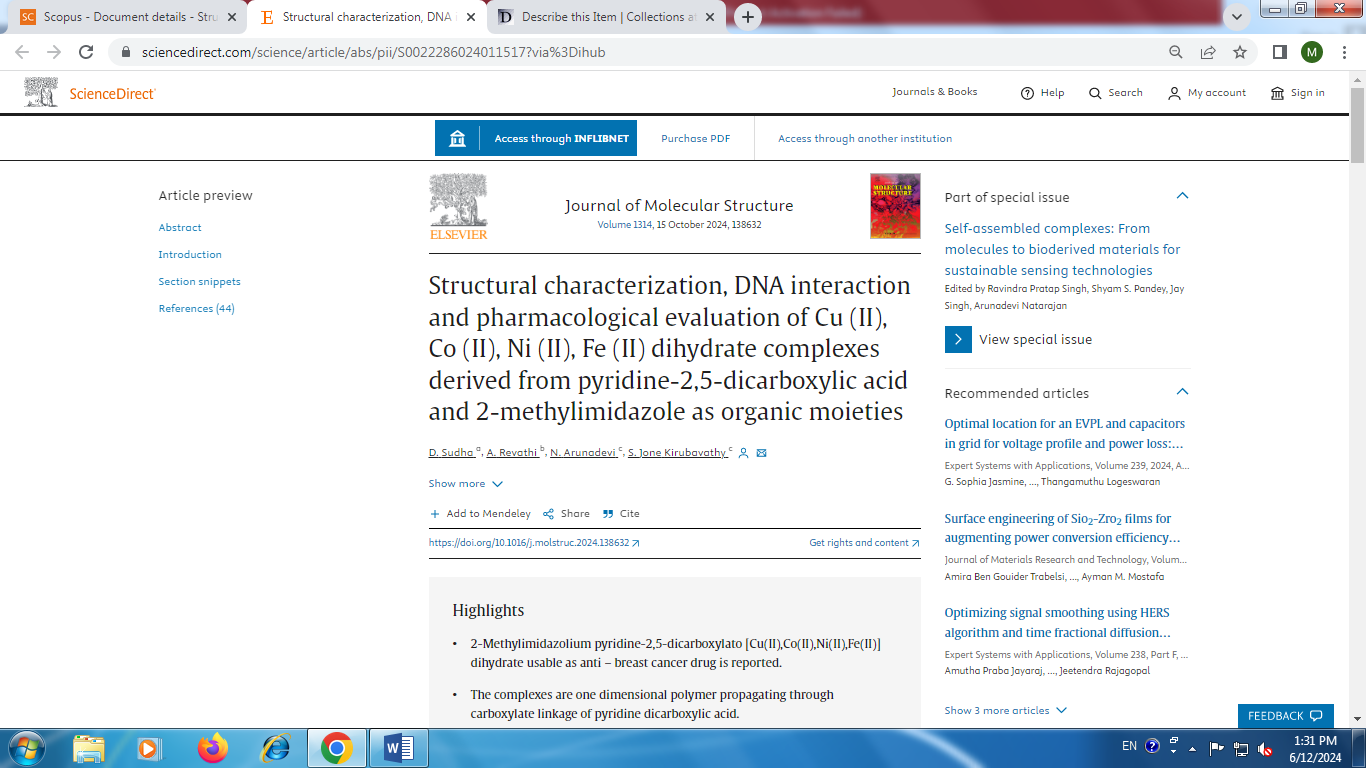 Scopus - Document details - Stru
Structural characterization, DNA i
Describe this Item | Collections a
sciencedirect.com/science/article/abs/pii/S0022286024011517?via%3Dihub
M
ScienceDirect
Journals & Books
Help
Search
My account
Sign in
Access through INFLIBNET
Purchase PDF
Access through another institution
Article preview
Abstract
Introduction
Section snippets
References (44)
ELSEVIER
Journal of Molecular Structure
Volume 1314, 15 October 2024, 138632
MOLECULAR
STRUCTURE
Structural characterization, DNA interaction
and pharmacological evaluation of Cu (II),
Co (II), Ni (II), Fe (II) dihydrate complexes
derived from pyridine-2,5-dicarboxylic acid
and 2-methylimidazole as organic moieties
D. Sudha a, A. Revathi b, N. Arunadevi c, S. Jone Kirubavathy c
Show more
Add to Mendeley
Share
Cite
https://doi.org/10.1016/j.molstruc.2024.138632
Get rights and content
Highlights
• 2-Methylimidazolium pyridine-2,5-dicarboxylato [Cu(II),Co(II),Ni(II),Fe(II)]
dihydrate usable as anti – breast cancer drug is reported.
• The complexes are one dimensional polymer propagating through
carboxylate linkage of pyridine dicarboxylic acid.
Part of special issue
Self-assembled complexes: From
molecules to bioderived materials for
sustainable sensing technologies
Edited by Ravindra Pratap Singh, Shyam S. Pandey, Jay
Singh, Arunadevi Natarajan
View special issue
Recommended articles
Optimal location for an EVPL and capacitors
in grid for voltage profile and power loss:…
Expert Systems with Applications, Volume 239, 2024, A...
G. Sophia Jasmine, …, Thangamuthu Logeswaran
Surface engineering of Sio2-Zro2 films for
augmenting power conversion efficiency…
Journal of Materials Research and Technology, Volum...
Amira Ben Gouider Trabelsi, …, Ayman M. Mostafa
Optimizing signal smoothing using HERS
algorithm and time fractional diffusion…
Expert Systems with Applications, Volume 238, Part F, ...
Amutha Praba Jayaraj, …, Jeetendra Rajagopal
Show 3 more articles
FEEDBACK
EN
1:31 PM
6/12/2024